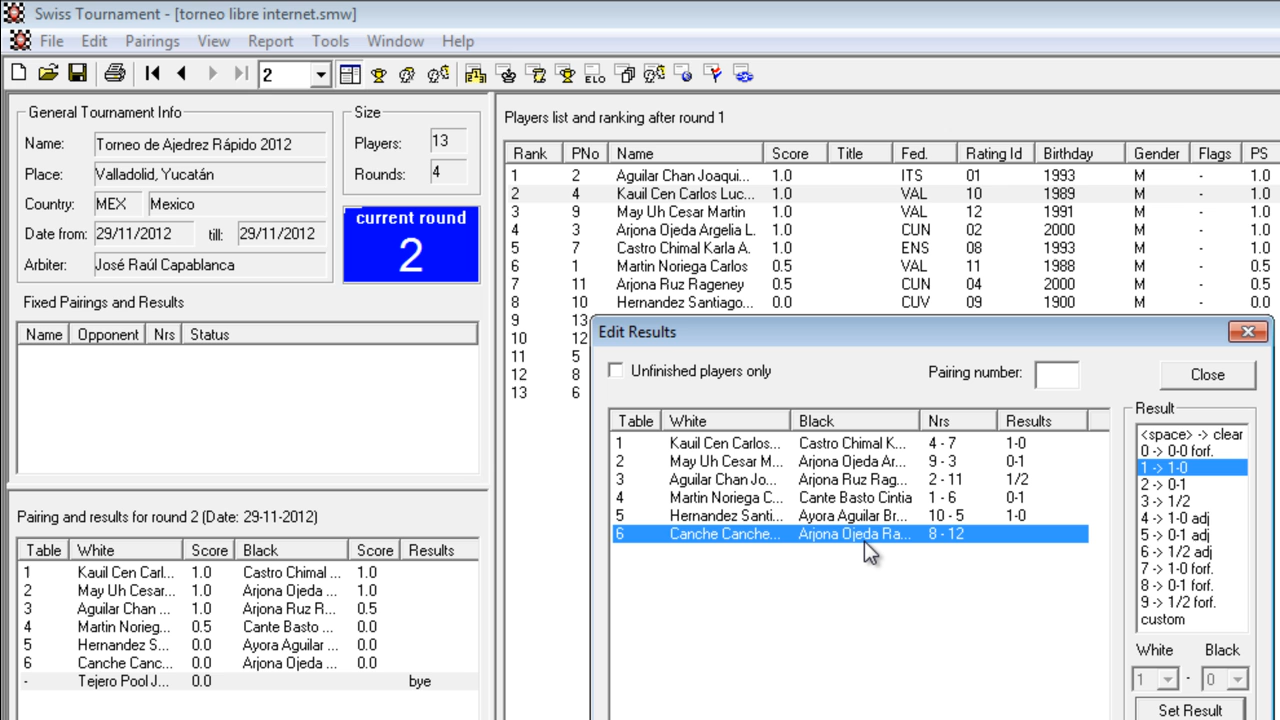 Swiss Tournament - [torneo libre internet.smw]
File Edit Pairings View Report Tools Window Help
2 ELO
General Tournament Info
Name: Torneo de Ajedrez Rápido 2012
Place: Valladolid, Yucatán
Country: MEX Mexico
Date from: 29/11/2012 till: 29/11/2012
Arbiter: José Raúl Capablanca
Size
Players: 13
Rounds: 4
current round
2
Fixed Pairings and Results
Name Opponent Nrs Status
Pairing and results for round 2 (Date: 29-11-2012)
Table White Score Black Score Results
1 Kauil Cen Carl... 1.0 Castro Chimal ... 1.0
2 May Uh Cesar... 1.0 Arjona Ojeda ... 1.0
3 Aguilar Chan ... 1.0 Arjona Ruz R... 0.5
4 Martin Norieg... 0.5 Cante Basto ... 0.0
5 Hernandez S... 0.0 Ayora Aguilar ... 0.0
6 Canche Canc... 0.0 Arjona Ojeda ... 0.0
- Tejero Pool J... 0.0 bye
Players list and ranking after round 1
Rank PNo Name Score Title Fed. Rating Id Birthday Gender Flags PS
1 2 Aguilar Chan Joaqui... 1.0 ITS 01 1993 M - 1.0
2 4 Kauil Cen Carlos Luc... 1.0 VAL 10 1989 M - 1.0
3 9 May Uh Cesar Martin 1.0 VAL 12 1991 M - 1.0
4 3 Arjona Ojeda Argelia L. 1.0 CUN 02 2000 M - 1.0
5 7 Castro Chimal Karla A. 1.0 ENS 08 1993 M - 1.0
6 1 Martin Noriega Carlos 0.5 VAL 11 1988 M - 0.5
7 11 Arjona Ruz Rageney 0.5 CUN 04 2000 M - 0.5
8 10 Hernandez Santiago... 0.0 CUV 09 1900 M - 0.0
9 13
10 12
11 5
12 8
13 6
Edit Results
Unfinished players only
Pairing number:
Close
Table White Black Nrs Results
1 Kauil Cen Carlos... Castro Chimal K... 4 - 7 1-0
2 May Uh Cesar M... Arjona Ojeda Ar... 9 - 3 0-1
3 Aguilar Chan Jo... Arjona Ruz Rag... 2 - 11 1/2
4 Martin Noriega C... Cante Basto Cintia 1 - 6 0-1
5 Hernandez Santi... Ayora Aguilar Br... 10 - 5 1-0
6 Canche Canche... Arjona Ojeda Ra... 8 - 12
Result
<space> -> clear
0 -> 0-0 forf.
1 -> 1-0
2 -> 0-1
3 -> 1/2
4 -> 1-0 adj
5 -> 0-1 adj
6 -> 1/2 adj
7 -> 1-0 forf.
8 -> 0-1 forf.
9 -> 1/2 forf.
custom
White Black
1 - 0
Set Result